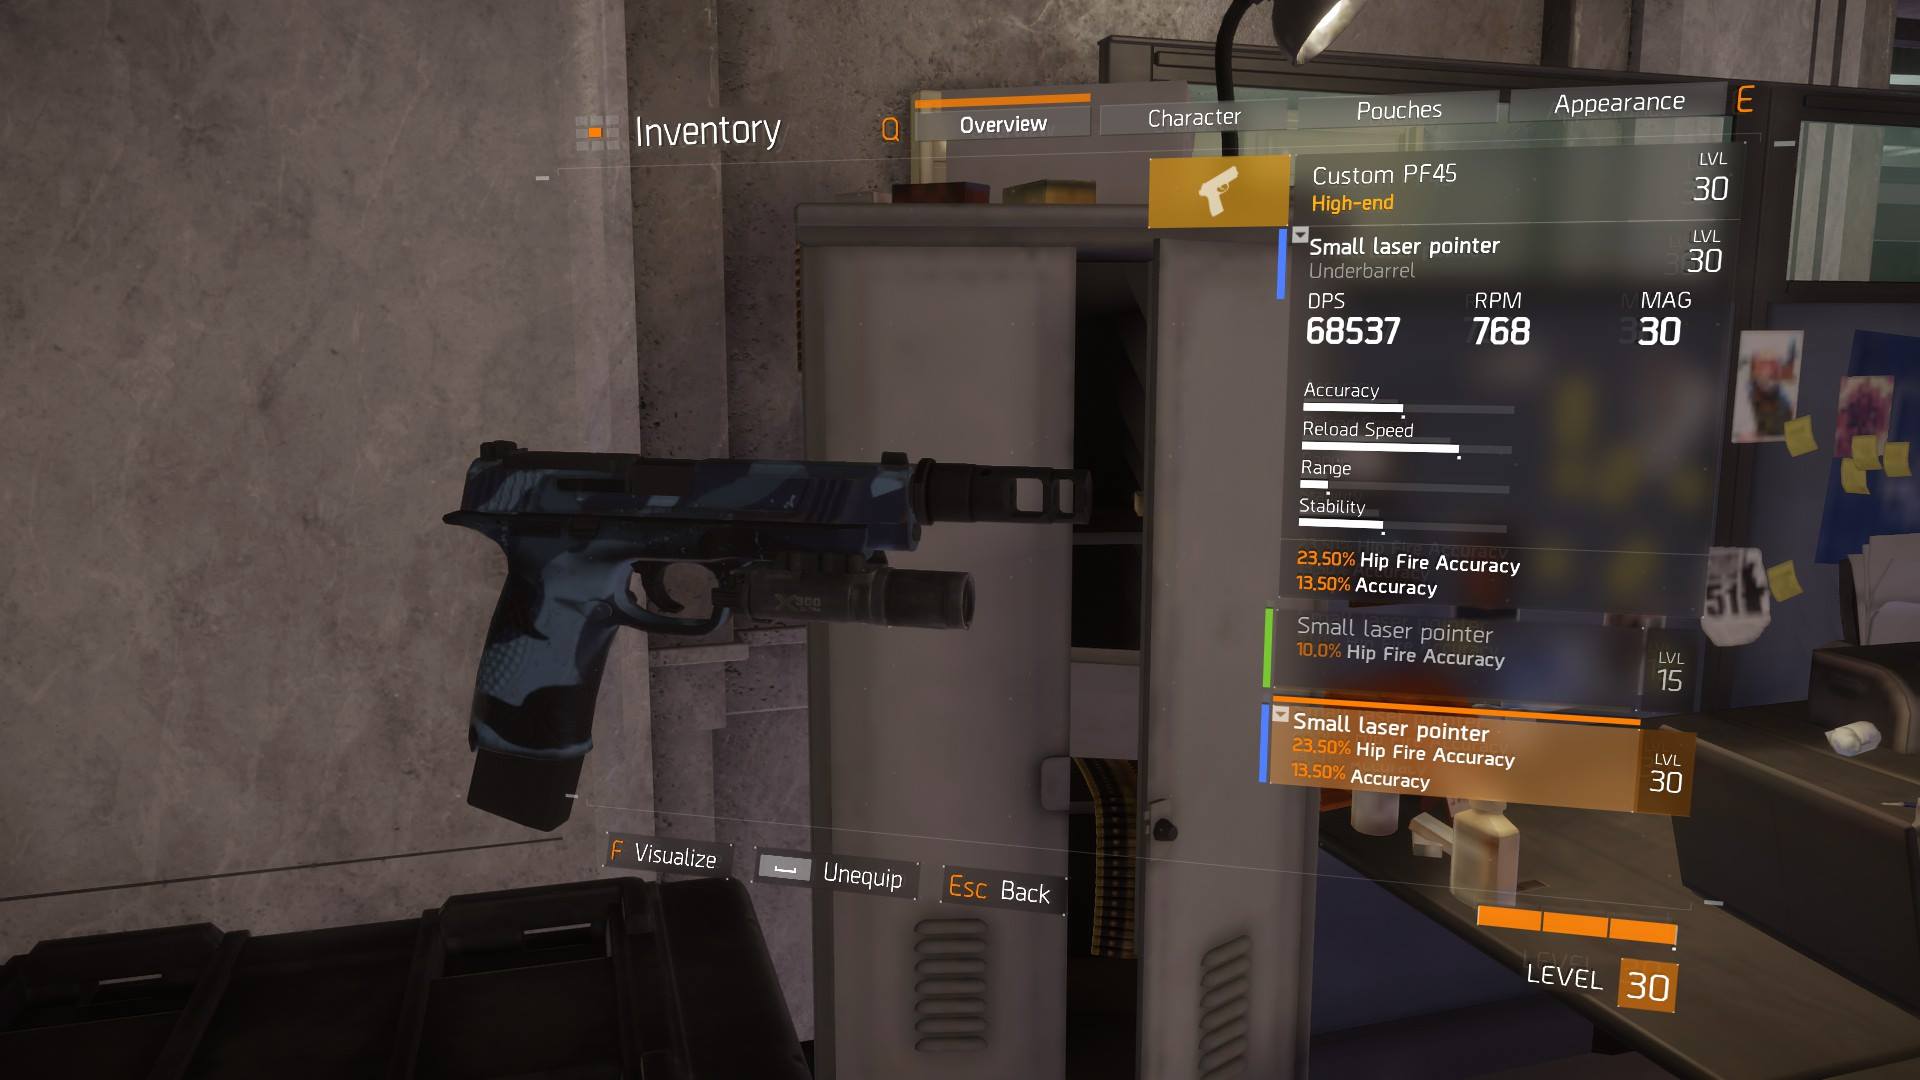 Inventory
Q
Overview
Character
Pouches
Appearance
E
Custom PF45
High-end
LVL
30
Small laser pointer
Underbarrel
LVL
30
DPS
RPM
MAG
68537
768
30
Accuracy
Reload Speed
Range
Stability
23.50% Hip Fire Accuracy
13.50% Accuracy
Small laser pointer
10.0% Hip Fire Accuracy
LVL
15
Small laser pointer
23.50% Hip Fire Accuracy
13.50% Accuracy
LVL
30
X300
51
F Visualize
Unequip
Esc Back
LEVEL 30